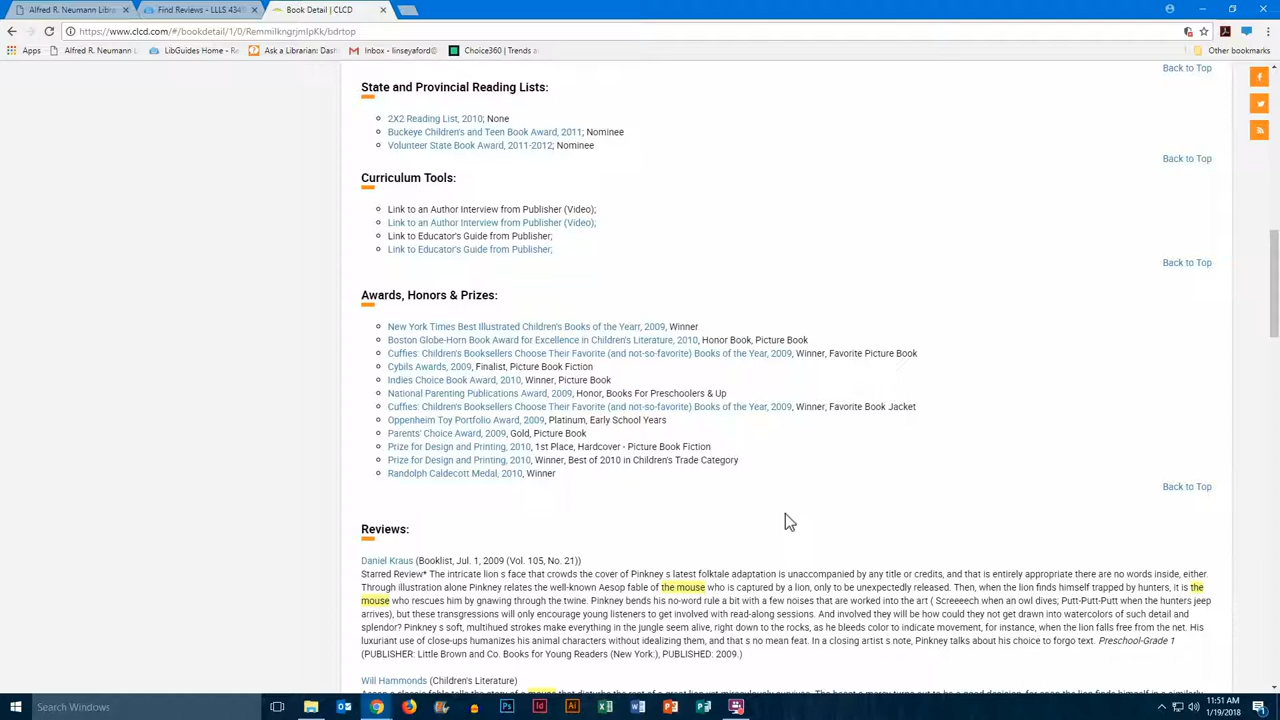 Alfred R. Neumann Libra
Find Reviews - LLLS 4345
Book Detail | CLCD
https://www.clcd.com/#/bookdetail/1/0/RemmiIkngrjmIpKk/bdrtop
Apps
Alfred R. Neumann L
LibGuides Home - Re
Ask a Librarian: Dash
Inbox - linseyaford
Choice360 | Trends a
Other bookmarks
Back to Top
State and Provincial Reading Lists:
2X2 Reading List, 2010; None
Buckeye Children's and Teen Book Award, 2011; Nominee
Volunteer State Book Award, 2011-2012; Nominee
Back to Top
Curriculum Tools:
Link to an Author Interview from Publisher (Video);
Link to an Author Interview from Publisher (Video);
Link to Educator's Guide from Publisher;
Link to Educator's Guide from Publisher;
Back to Top
Awards, Honors & Prizes:
New York Times Best Illustrated Children's Books of the Yearr, 2009, Winner
Boston Globe-Horn Book Award for Excellence in Children's Literature, 2010, Honor Book, Picture Book
Cuffies: Children's Booksellers Choose Their Favorite (and not-so-favorite) Books of the Year, 2009, Winner, Favorite Picture Book
Cybils Awards, 2009, Finalist, Picture Book Fiction
Indies Choice Book Award, 2010, Winner, Picture Book
National Parenting Publications Award, 2009, Honor, Books For Preschoolers & Up
Cuffies: Children's Booksellers Choose Their Favorite (and not-so-favorite) Books of the Year, 2009, Winner, Favorite Book Jacket
Oppenheim Toy Portfolio Award, 2009, Platinum, Early School Years
Parents' Choice Award, 2009, Gold, Picture Book
Prize for Design and Printing, 2010, 1st Place, Hardcover - Picture Book Fiction
Prize for Design and Printing, 2010, Winner, Best of 2010 in Children's Trade Category
Randolph Caldecott Medal, 2010, Winner
Back to Top
Reviews:
Daniel Kraus (Booklist, Jul. 1, 2009 (Vol. 105, No. 21))
Starred Review* The intricate lion s face that crowds the cover of Pinkney s latest folktale adaptation is unaccompanied by any title or credits, and that is entirely appropriate there are no words inside, either.
Through illustration alone Pinkney relates the well-known Aesop fable of the mouse who is captured by a lion, only to be unexpectedly released. Then, when the lion finds himself trapped by hunters, it is the
mouse who rescues him by gnawing through the twine. Pinkney bends his no-word rule a bit with a few noises that are worked into the art ( Screeeech when an owl dives; Putt-Putt-Putt when the hunters jeep
arrives), but these transgressions will only encourage young listeners to get involved with read-along sessions. And involved they will be how could they not get drawn into watercolors of such detail and
splendor? Pinkney s soft, multihued strokes make everything in the jungle seem alive, right down to the rocks, as he bleeds color to indicate movement, for instance, when the lion falls free from the net. His
luxuriant use of close-ups humanizes his animal characters without idealizing them, and that s no mean feat. In a closing artist s note, Pinkney talks about his choice to forgo text. Preschool-Grade 1
(PUBLISHER: Little Brown and Co. Books for Young Readers (New York:), PUBLISHED: 2009.)
Will Hammonds (Children's Literature)
Search Windows
11:51 AM
1/19/2018